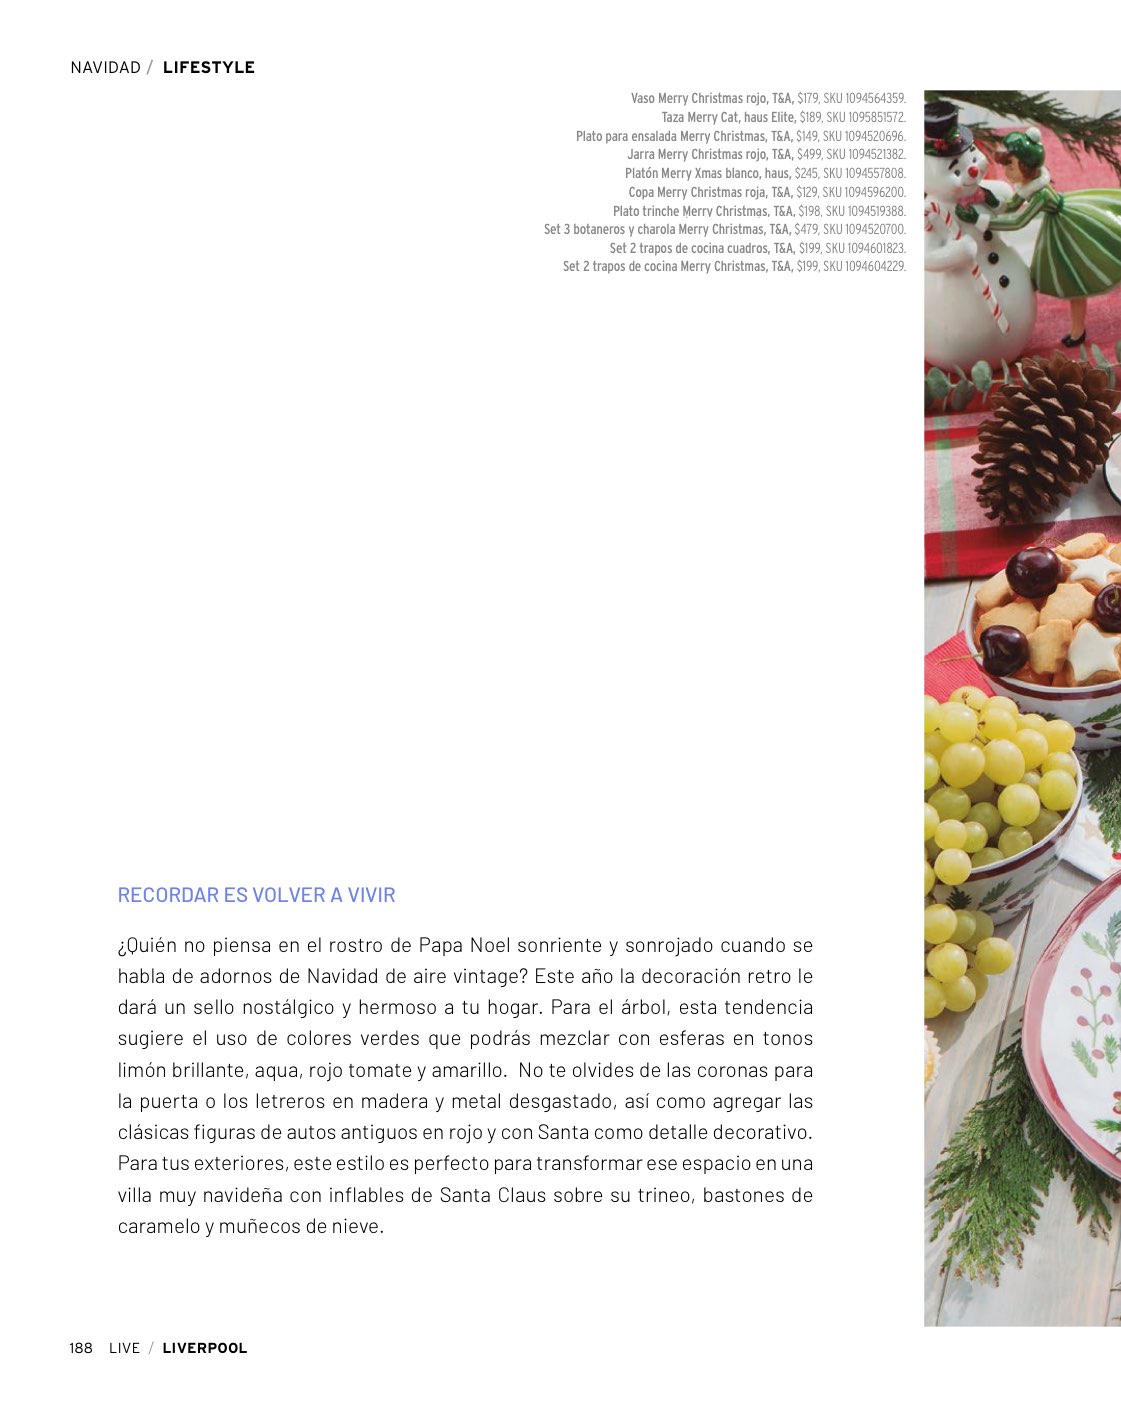 NAVIDAD / LIFESTYLE
Vaso Merry Christmas rojo, T&A, $179, SKU 1094564359.
Taza Merry Cat, haus Elite, $189, SKU 1095851572.
Plato para ensalada Merry Christmas, T&A, $149, SKU 1094520696.
Jarra Merry Christmas rojo, T&A, $499, SKU 1094521382.
Platón Merry Xmas blanco, haus, $245, SKU 1094557808.
Copa Merry Christmas roja, T&A, $129, SKU 1094596200.
Plato trinche Merry Christmas, T&A, $198, SKU 1094519388.
Set 3 botaneros y charola Merry Christmas, T&A, $479, SKU 1094520700.
Set 2 trapos de cocina cuadros, T&A, $199, SKU 1094601823.
Set 2 trapos de cocina Merry Christmas, T&A, $199, SKU 1094604229.
RECORDAR ES VOLVER A VIVIR
¿Quién no piensa en el rostro de Papa Noel sonriente y sonrojado cuando se
habla de adornos de Navidad de aire vintage? Este año la decoración retro le
dará un sello nostálgico y hermoso a tu hogar. Para el árbol, esta tendencia
sugiere el uso de colores verdes que podrás mezclar con esferas en tonos
limón brillante, aqua, rojo tomate y amarillo. No te olvides de las coronas para
la puerta o los letreros en madera y metal desgastado, así como agregar las
clásicas figuras de autos antiguos en rojo y con Santa como detalle decorativo.
Para tus exteriores, este estilo es perfecto para transformar ese espacio en una
villa muy navideña con inflables de Santa Claus sobre su trineo, bastones de
caramelo y muñecos de nieve.
188 LIVE / LIVERPOOL